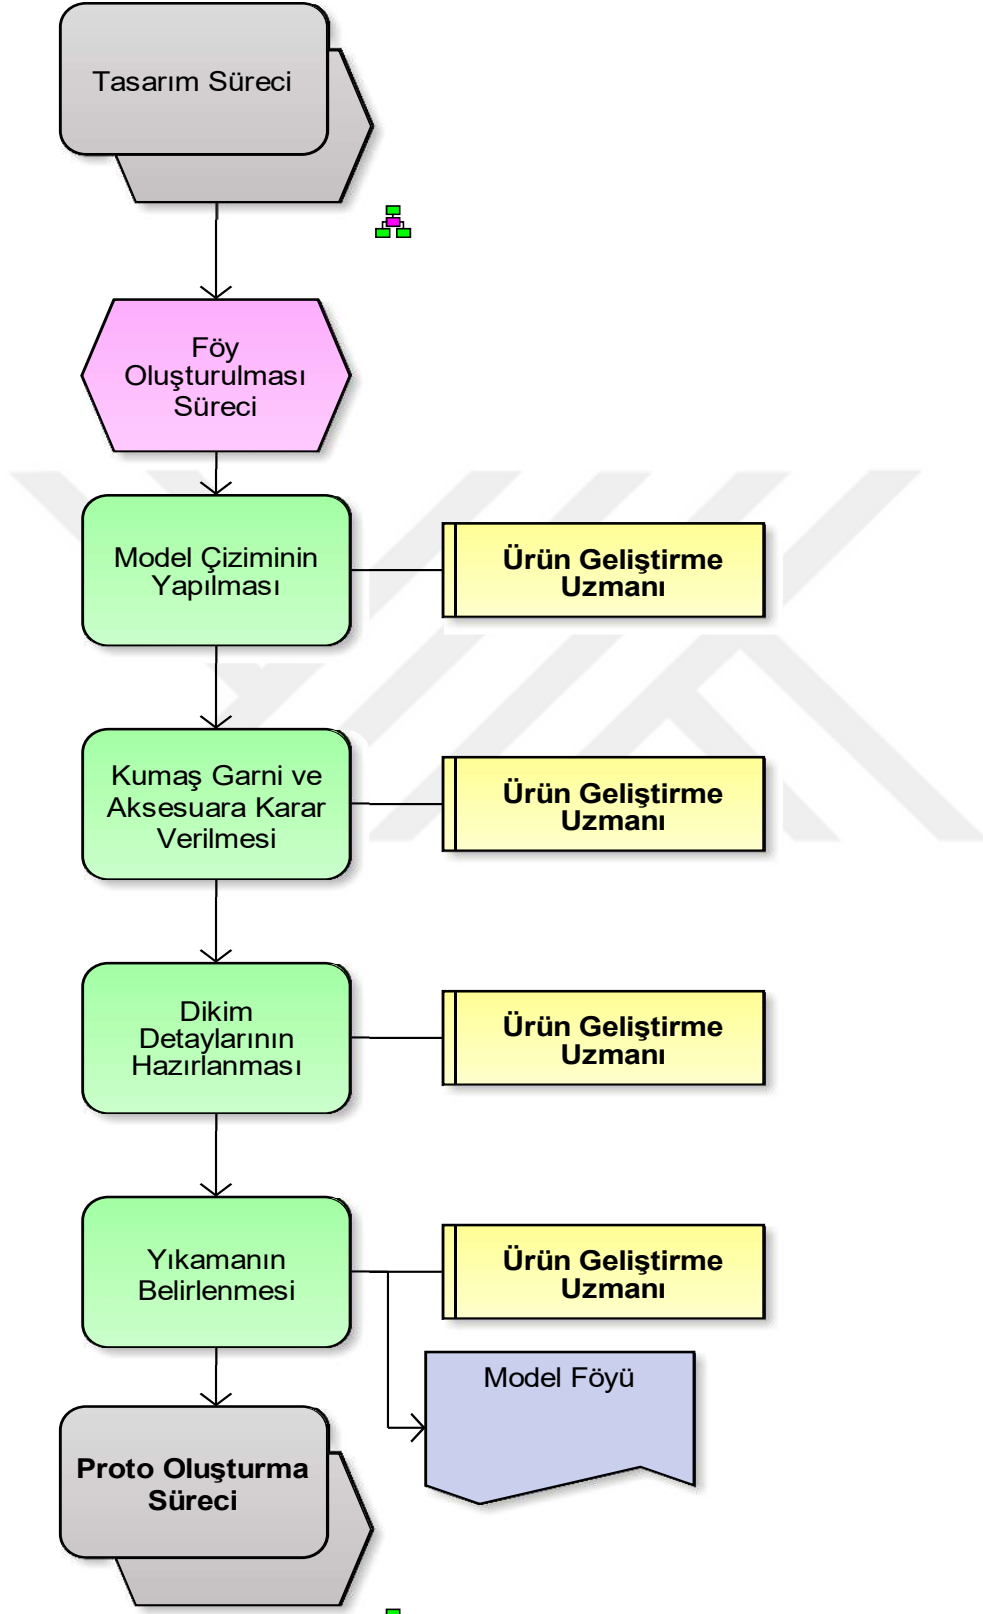 Tasarım Süreci
Föy
Oluşturulması
Süreci
Model Çiziminin
Yapılması
Ürün Geliştirme
Uzmanı
Kumaş Garni ve
Aksesuara Karar
Verilmesi
Ürün Geliştirme
Uzmanı
Dikim
Detaylarının
Hazırlanması
Ürün Geliştirme
Uzmanı
Yıkamanın
Belirlenmesi
Ürün Geliştirme
Uzmanı
Model Föyü
Proto Oluşturma
Süreci